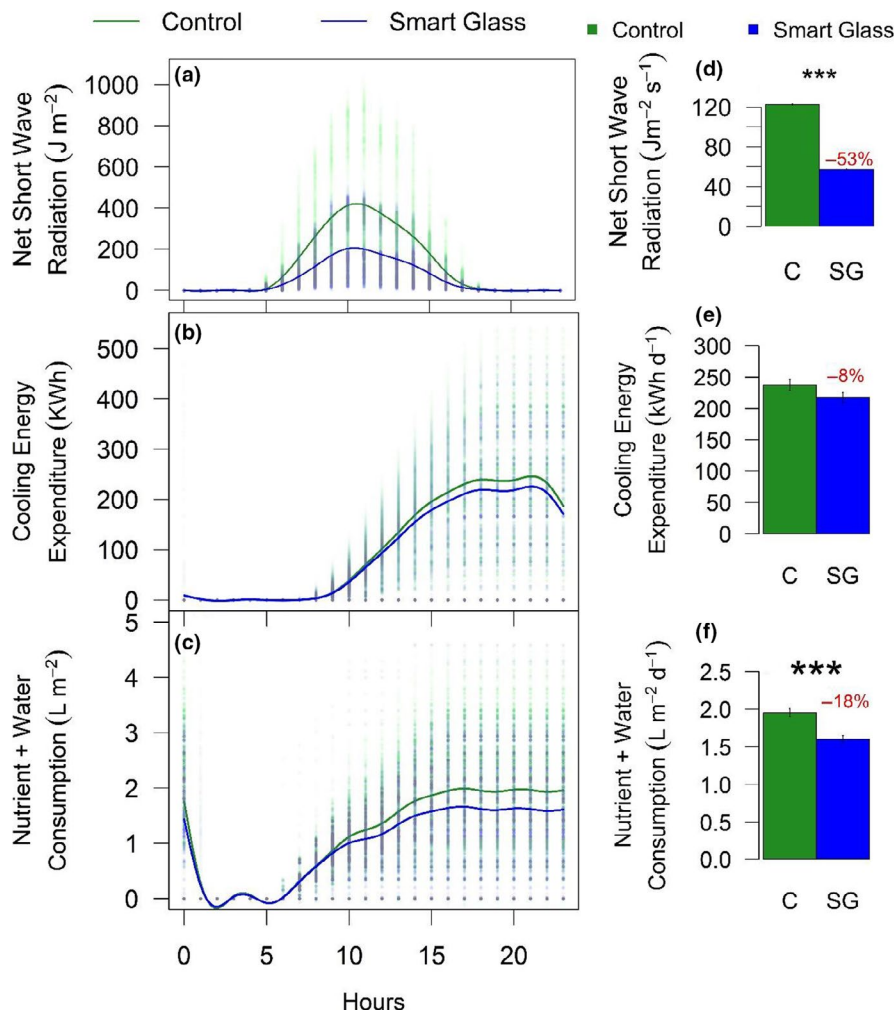 Control Smart Glass
Control Smart Glass
(a)
Net Short Wave
Radiation (J m−2)
1000
800
600
400
200
0
(d)
***
Net Short Wave
Radiation (Jm−2 s−1)
120
80
40
0
−53%
C SG
(b)
Cooling Energy
Expenditure (KWh)
500
400
300
200
100
0
(e)
Cooling Energy
Expenditure (kWh d−1)
300
250
200
150
100
50
0
−8%
C SG
(c)
Nutrient + Water
Consumption (L m−2)
5
4
3
2
1
0
0 5 10 15 20
Hours
(f)
***
Nutrient + Water
Consumption (L m−2 d−1)
2.5
2.0
1.5
1.0
0.5
0.0
−18%
C SG